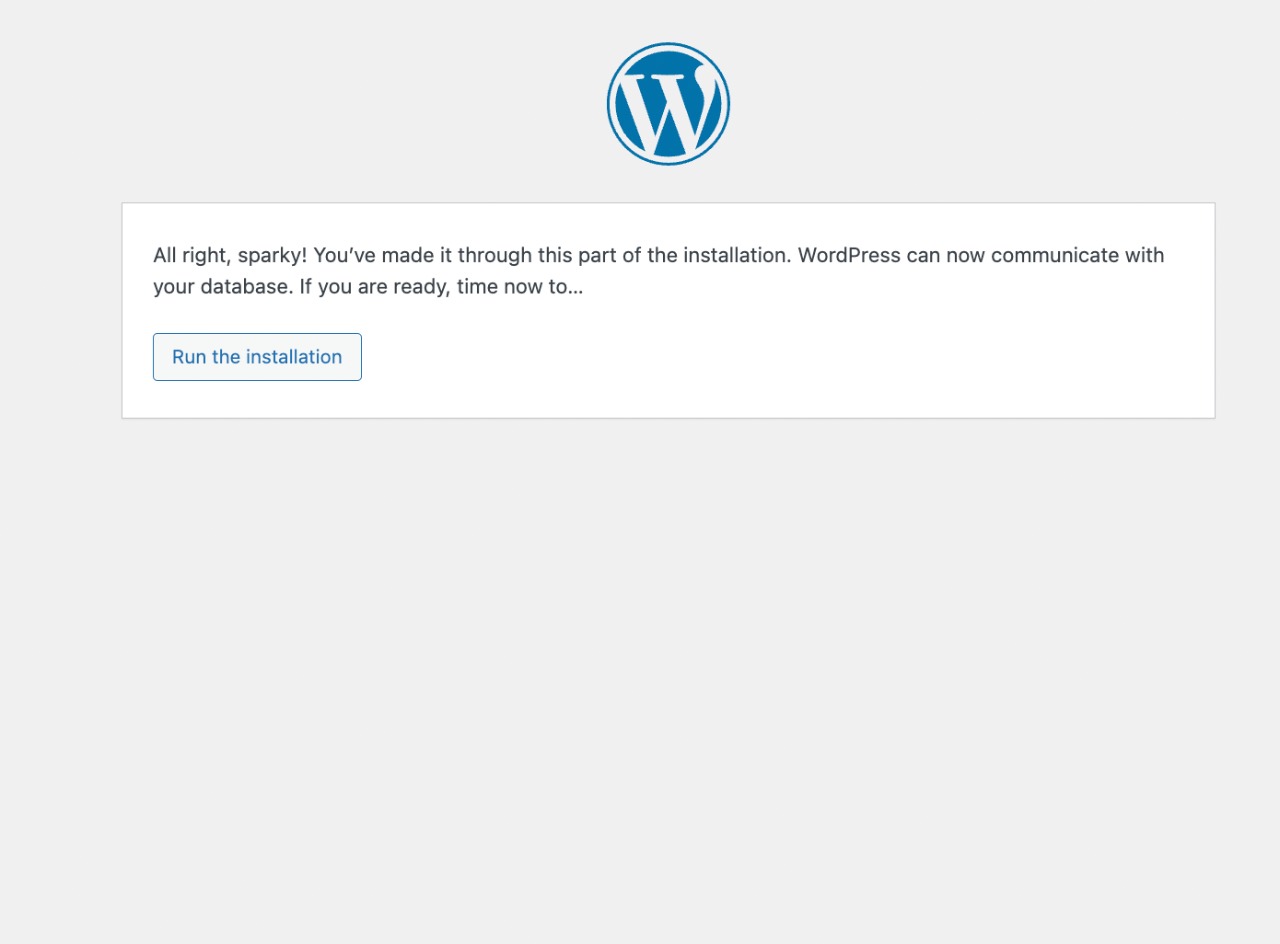 All right, sparky! You’ve made it through this part of the installation. WordPress can now communicate with
your database. If you are ready, time now to…
Run the installation